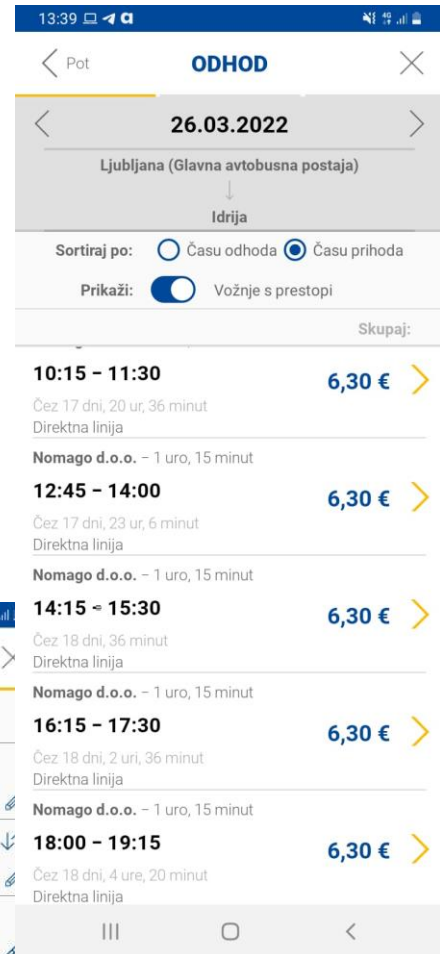 13:39
4G
Pot
ODHOD
26.03.2022
Ljubljana (Glavna avtobusna postaja)
Idrija
Sortiraj po: Času odhoda Času prihoda
Prikaži: Vožnje s prestopi
Skupaj:
10:15 – 11:30
6,30 €
Čez 17 dni, 20 ur, 36 minut
Direktna linija
Nomago d.o.o. – 1 uro, 15 minut
12:45 – 14:00
6,30 €
Čez 17 dni, 23 ur, 6 minut
Direktna linija
Nomago d.o.o. – 1 uro, 15 minut
14:15 – 15:30
6,30 €
Čez 18 dni, 36 minut
Direktna linija
Nomago d.o.o. – 1 uro, 15 minut
16:15 – 17:30
6,30 €
Čez 18 dni, 2 uri, 36 minut
Direktna linija
Nomago d.o.o. – 1 uro, 15 minut
18:00 – 19:15
6,30 €
Čez 18 dni, 4 ure, 20 minut
Direktna linija